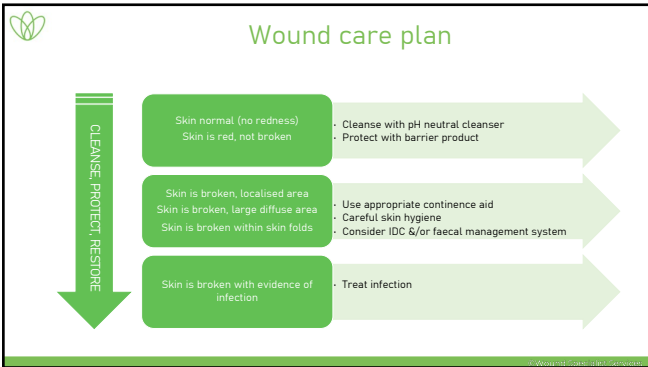 Wound care plan
CLEANSE, PROTECT, RESTORE
Skin normal (no redness)
Skin is red, not broken
• Cleanse with pH neutral cleanser
• Protect with barrier product
Skin is broken, localised area
Skin is broken, large diffuse area
Skin is broken within skin folds
• Use appropriate continence aid
• Careful skin hygiene
• Consider IDC &/or faecal management system
Skin is broken with evidence of
infection
• Treat infection